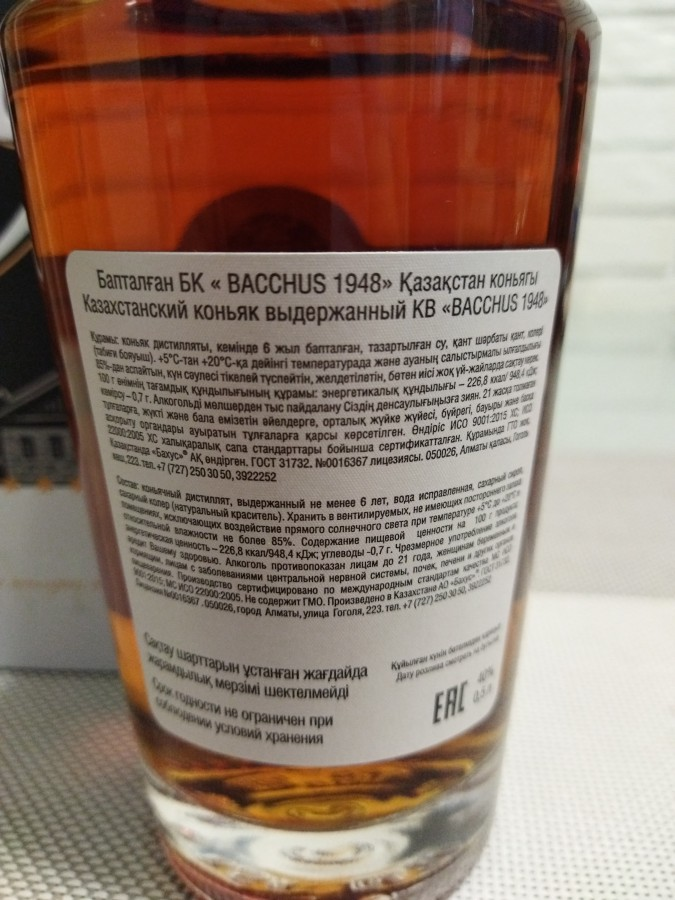 Бапталған БК « BACCHUS 1948» Қазақстан коньягы
Казахстанский коньяк выдержанный КВ «BACCHUS 1948»
Құрамы: коньяк дистилляты, кемінде 6 жыл бапталған, тазартылған су, қант шәрбаты қант, колері
(табиғи бояуыш). +5°С-тан +20°С-қа дейінгі температурада және ауаның салыстырмалы ылғалдылығы
85%-дан аспайтын, күн сәулесі тікелей түспейтін, желдетілетін, бөтен иісі жоқ үй-жайларда сақтау керек.
100 г өнімнің тағамдық құндылығының құрамы: энергетикалық құндылығы – 226,8 ккал/ 948,4 кДж;
көмірсу – 0,7 г. Алкогольді мөлшерден тыс пайдалану Сіздің денсаулығыңызға зиян. 21 жасқа толмаған
тұлғаларға, жүкті және бала емізетін әйелдерге, орталық жүйке жүйесі, бүйрегі, бауыры және басқа
асқорыту органдары ауыратын тұлғаларға қарсы көрсетілген. Өндіріс ИСО 9001:2015 ХС, ИСО
22000:2005 ХС халықаралық сапа стандарттары бойынша сертификатталған. Құрамында ГТО жоқ.
Қазақстанда «Бахус»® АҚ өндірген. ГОСТ 31732. №0016367 лицензиясы. 050026, Алматы қаласы, Гоголь
көш, 223. тел. +7 (727) 250 30 50, 3922252
Состав: коньячный дистиллят, выдержанный не менее 6 лет, вода исправленная, сахарный сироп,
сахарный колер (натуральный краситель). Хранить в вентилируемых, не имеющих постороннего запаха
помещениях, исключающих воздействие прямого солнечного света при температуре +5°С до +20°С и
относительной влажности не более 85%. Содержание пищевой ценности на 100 г продукта:
энергетическая ценность – 226,8 ккал/948,4 кДж; углеводы -0,7 г. Чрезмерное употребление алкоголя
вредит Вашему здоровью. Алкоголь противопоказан лицам до 21 года, женщинам беременным и
кормящим, лицам с заболеваниями центральной нервной системы, почек, печени и других органов
пищеварения. Производство сертифицировано по международным стандартам качества МС ИСО
9001:2015; МС ИСО 22000:2005. Не содержит ГМО. Произведено в Казахстане АО «Бахус»® ГОСТ 31732.
Лицензия №0016367 . 050026, город Алматы, улица Гоголя, 223. тел. +7 (727) 250 30 50, 3922252
Сақтау шарттарын ұстанған жағдайда
жарамдылық мерзімі шектелмейді
Срок годности не ограничен при
соблюдении условий хранения
Құйылған күнін бөтелкеден қараңыз
Дату розлива смотреть на бутылке
EAC
40%
0,5 л